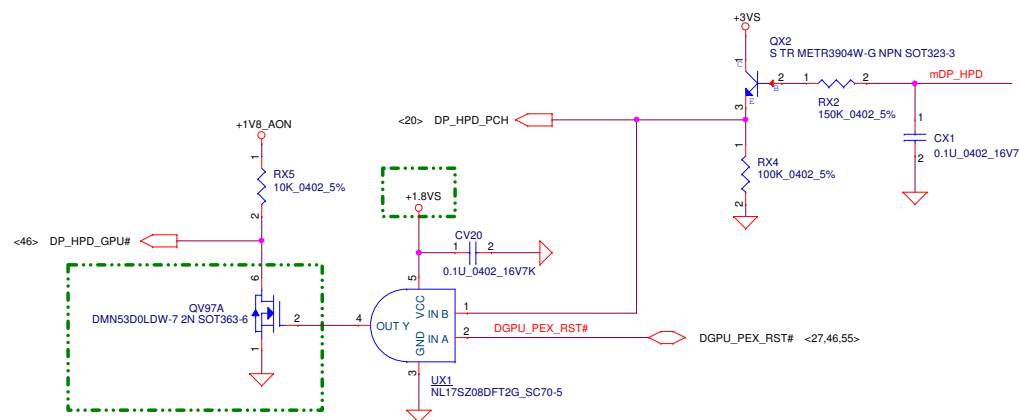 +3VS
QX2
S TR METR3904W-G NPN SOT323-3
1
C
2
B
E
3
1
2
mDP_HPD
RX2
150K_0402_5%
1
CX1
0.1U_0402_16V7
2
<20> DP_HPD_PCH
1
RX4
100K_0402_5%
2
+1V8_AON
1
RX5
10K_0402_5%
2
+1.8VS
<46> DP_HPD_GPU#
CV20
1
2
0.1U_0402_16V7K
6
QV97A
DMN53D0LDW-7 2N SOT363-6
2
1
5
VCC
IN B
1
4
OUT Y
IN A
2
DGPU_PEX_RST#
DGPU_PEX_RST# <27,46,55>
GND
3
UX1
NL17SZ08DFT2G_SC70-5